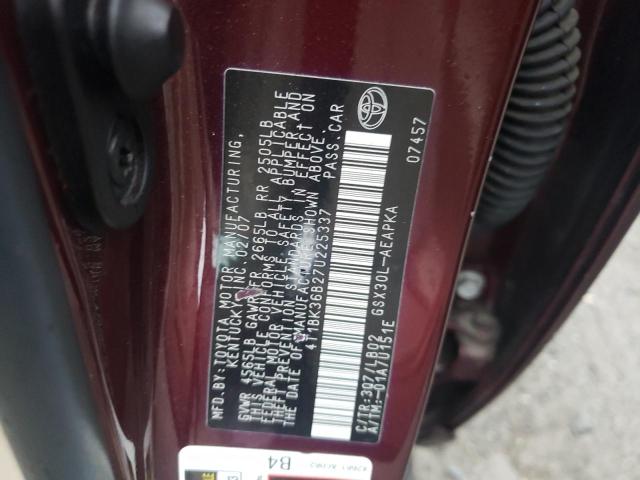 MFD.BY:TOYOTA MOTOR MANUFACTURING,
KENTUCKY,INC. 02/07
GVWR 4565LB GAWR FR 2665LB RR 2505LB
THIS VEHICLE CONFORMS TO ALL APPLICABLE
FEDERAL MOTOR VEHICLE SAFETY, BUMPER AND
THEFT PREVENTION STANDARDS IN EFFECT ON
THE DATE OF MANUFACTURE SHOWN ABOVE.
4T1BK36B27U225337 PASS.CAR
C/TR:3Q7/LB02 GSX30L-AEAPKA
A/TM:-01A/U151E 07457
TOYOTA
B4